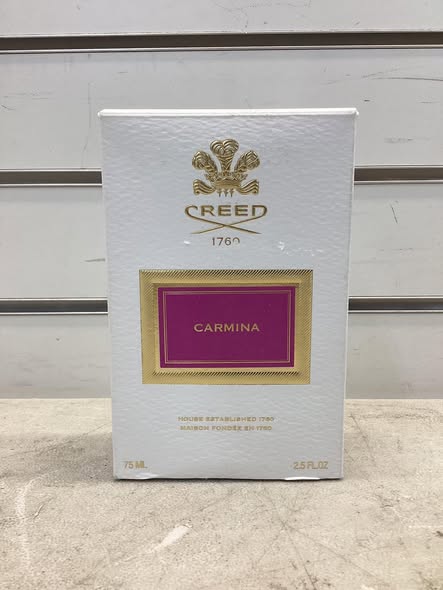 CREED
1760
CARMINA
HOUSE ESTABLISHED 1760
MAISON FONDÉE EN 1760
75 ML
2.5 FL.OZ